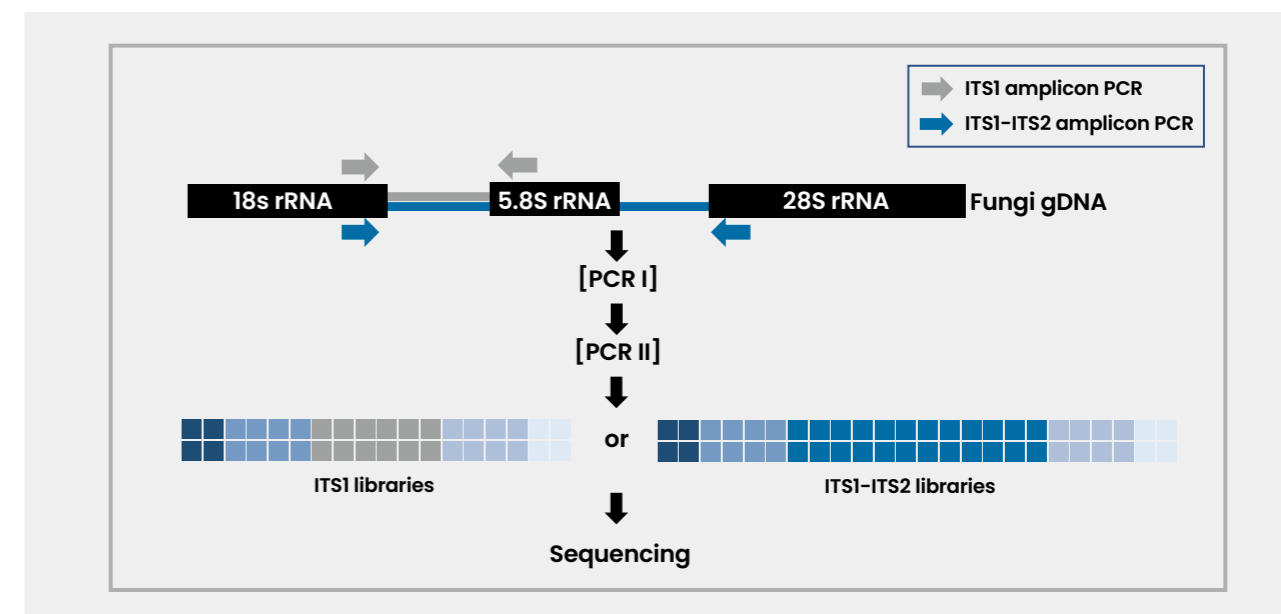 ITS1 amplicon PCR
ITS1-ITS2 amplicon PCR
18s rRNA
5.8S rRNA
28S rRNA
Fungi gDNA
[PCR I]
[PCR II]
or
ITS1 libraries
ITS1-ITS2 libraries
Sequencing